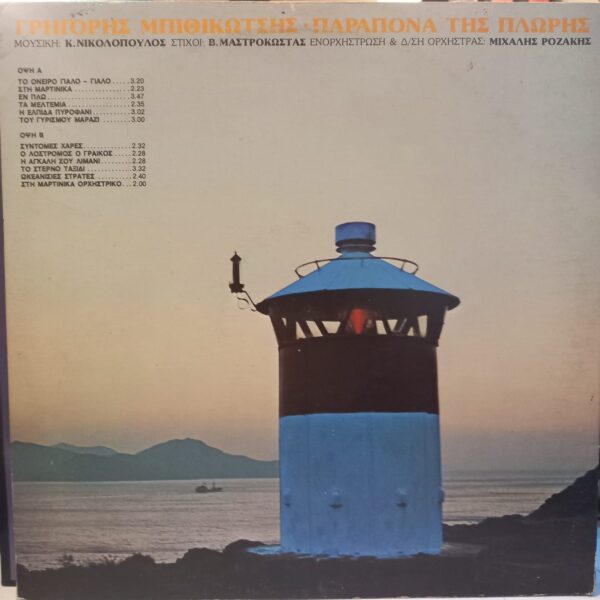 ΓΡΗΓΟΡΗΣ ΜΠΙΘΙΚΩΤΣΗΣ · ΠΑΡΑΠΟΝΑ ΤΗΣ ΠΛΩΡΗΣ
ΜΟΥΣΙΚΗ: Κ.ΝΙΚΟΛΟΠΟΥΛΟΣ ΣΤΙΧΟΙ: Β.ΜΑΣΤΡΟΚΩΣΤΑΣ ΕΝΟΡΧΗΣΤΡΩΣΗ & Δ/ΣΗ ΟΡΧΗΣΤΡΑΣ: ΜΙΧΑΛΗΣ ΡΟΖΑΚΗΣ
ΟΨΗ Α
ΤΟ ΟΝΕΙΡΟ ΓΙΑΛΟ - ΓΙΑΛΟ.....3.20
ΣΤΗ ΜΑΡΤΙΝΙΚΑ...............2.23
ΕΝ ΠΛΩ......................3.47
ΤΑ ΜΕΛΤΕΜΙΑ.................2.35
Η ΕΛΠΙΔΑ ΠΥΡΟΦΑΝΙ...........3.02
ΤΟΥ ΓΥΡΙΣΜΟΥ ΜΑΡΑΖΙ.........3.00
ΟΨΗ Β
ΣΥΝΤΟΜΕΣ ΧΑΡΕΣ..............2.32
Ο ΛΟΣΤΡΟΜΟΣ Ο ΓΡΑΙΚΟΣ.....2.28
Η ΑΓΚΑΛΗ ΣΟΥ ΛΙΜΑΝΙ.........2.28
ΤΟ ΣΤΕΡΝΟ ΤΑΞΙΔΙ............3.32
ΩΚΕΑΝΙΣΙΕΣ ΣΤΡΑΤΕΣ..........2.40
ΣΤΗ ΜΑΡΤΙΝΙΚΑ ΟΡΧΗΣΤΡΙΚΟ...2.00